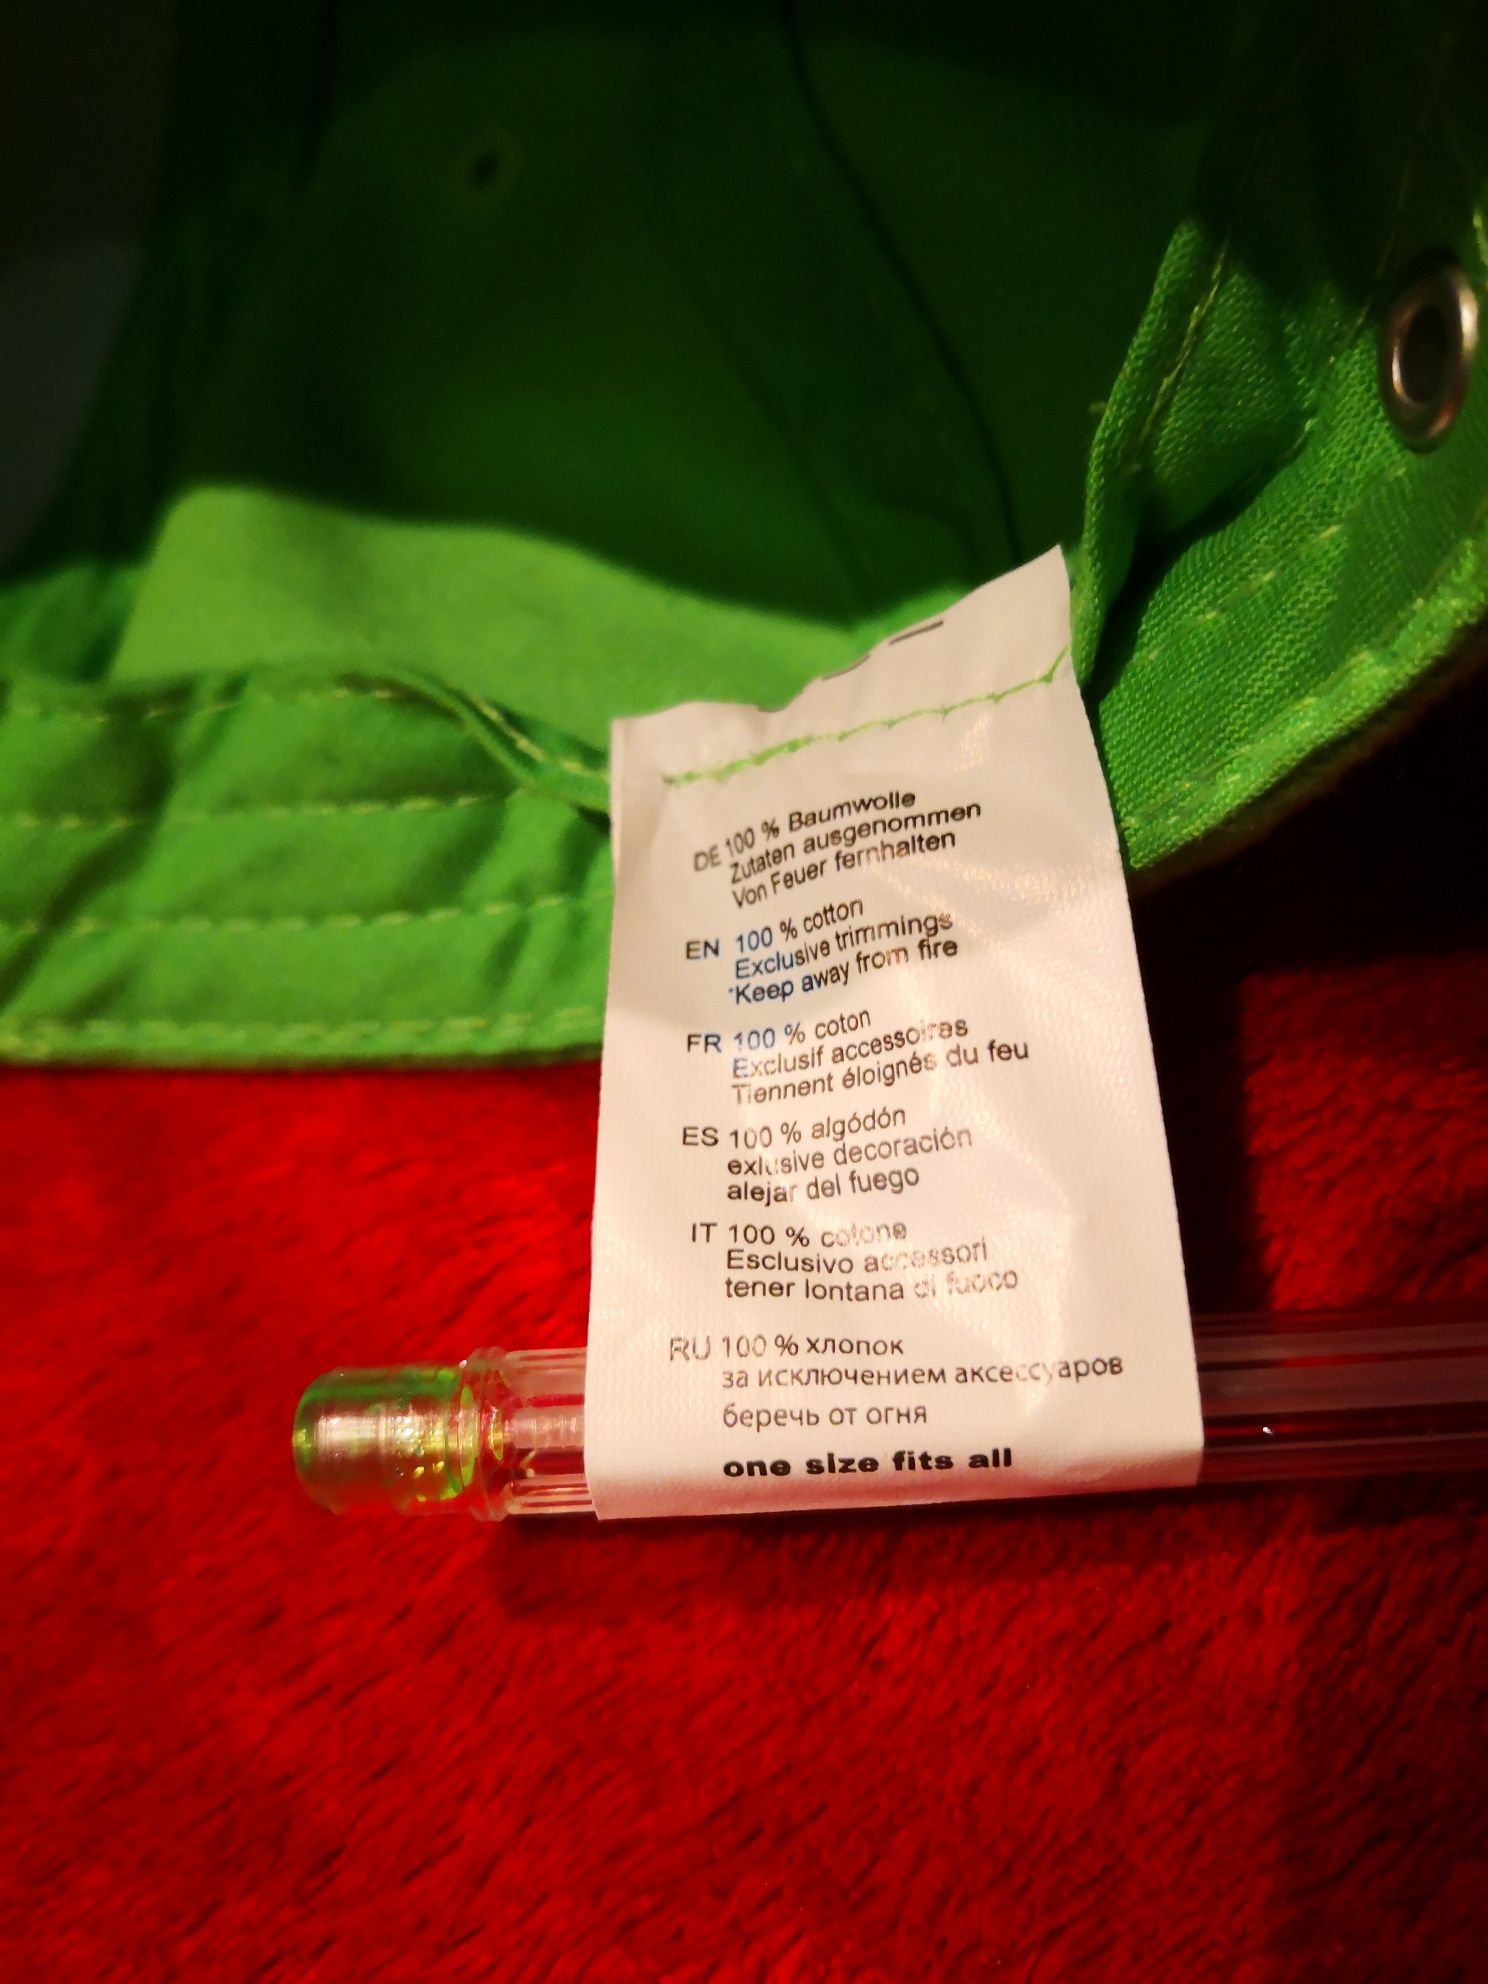 DE 100 % Baumwolle
Zutaten ausgenommen
Von Feuer fernhalten
EN 100 % cotton
Exclusive trimmings
*Keep away from fire
FR 100 % coton
Exclusif accessoires
Tiennent éloignés du feu
ES 100 % algódón
exlusive decoración
alejar del fuego
IT 100 % cotone
Esclusivo accessori
tener lontana di fuoco
RU 100 % хлопок
за исключением аксессуаров
беречь от огня
one size fits all